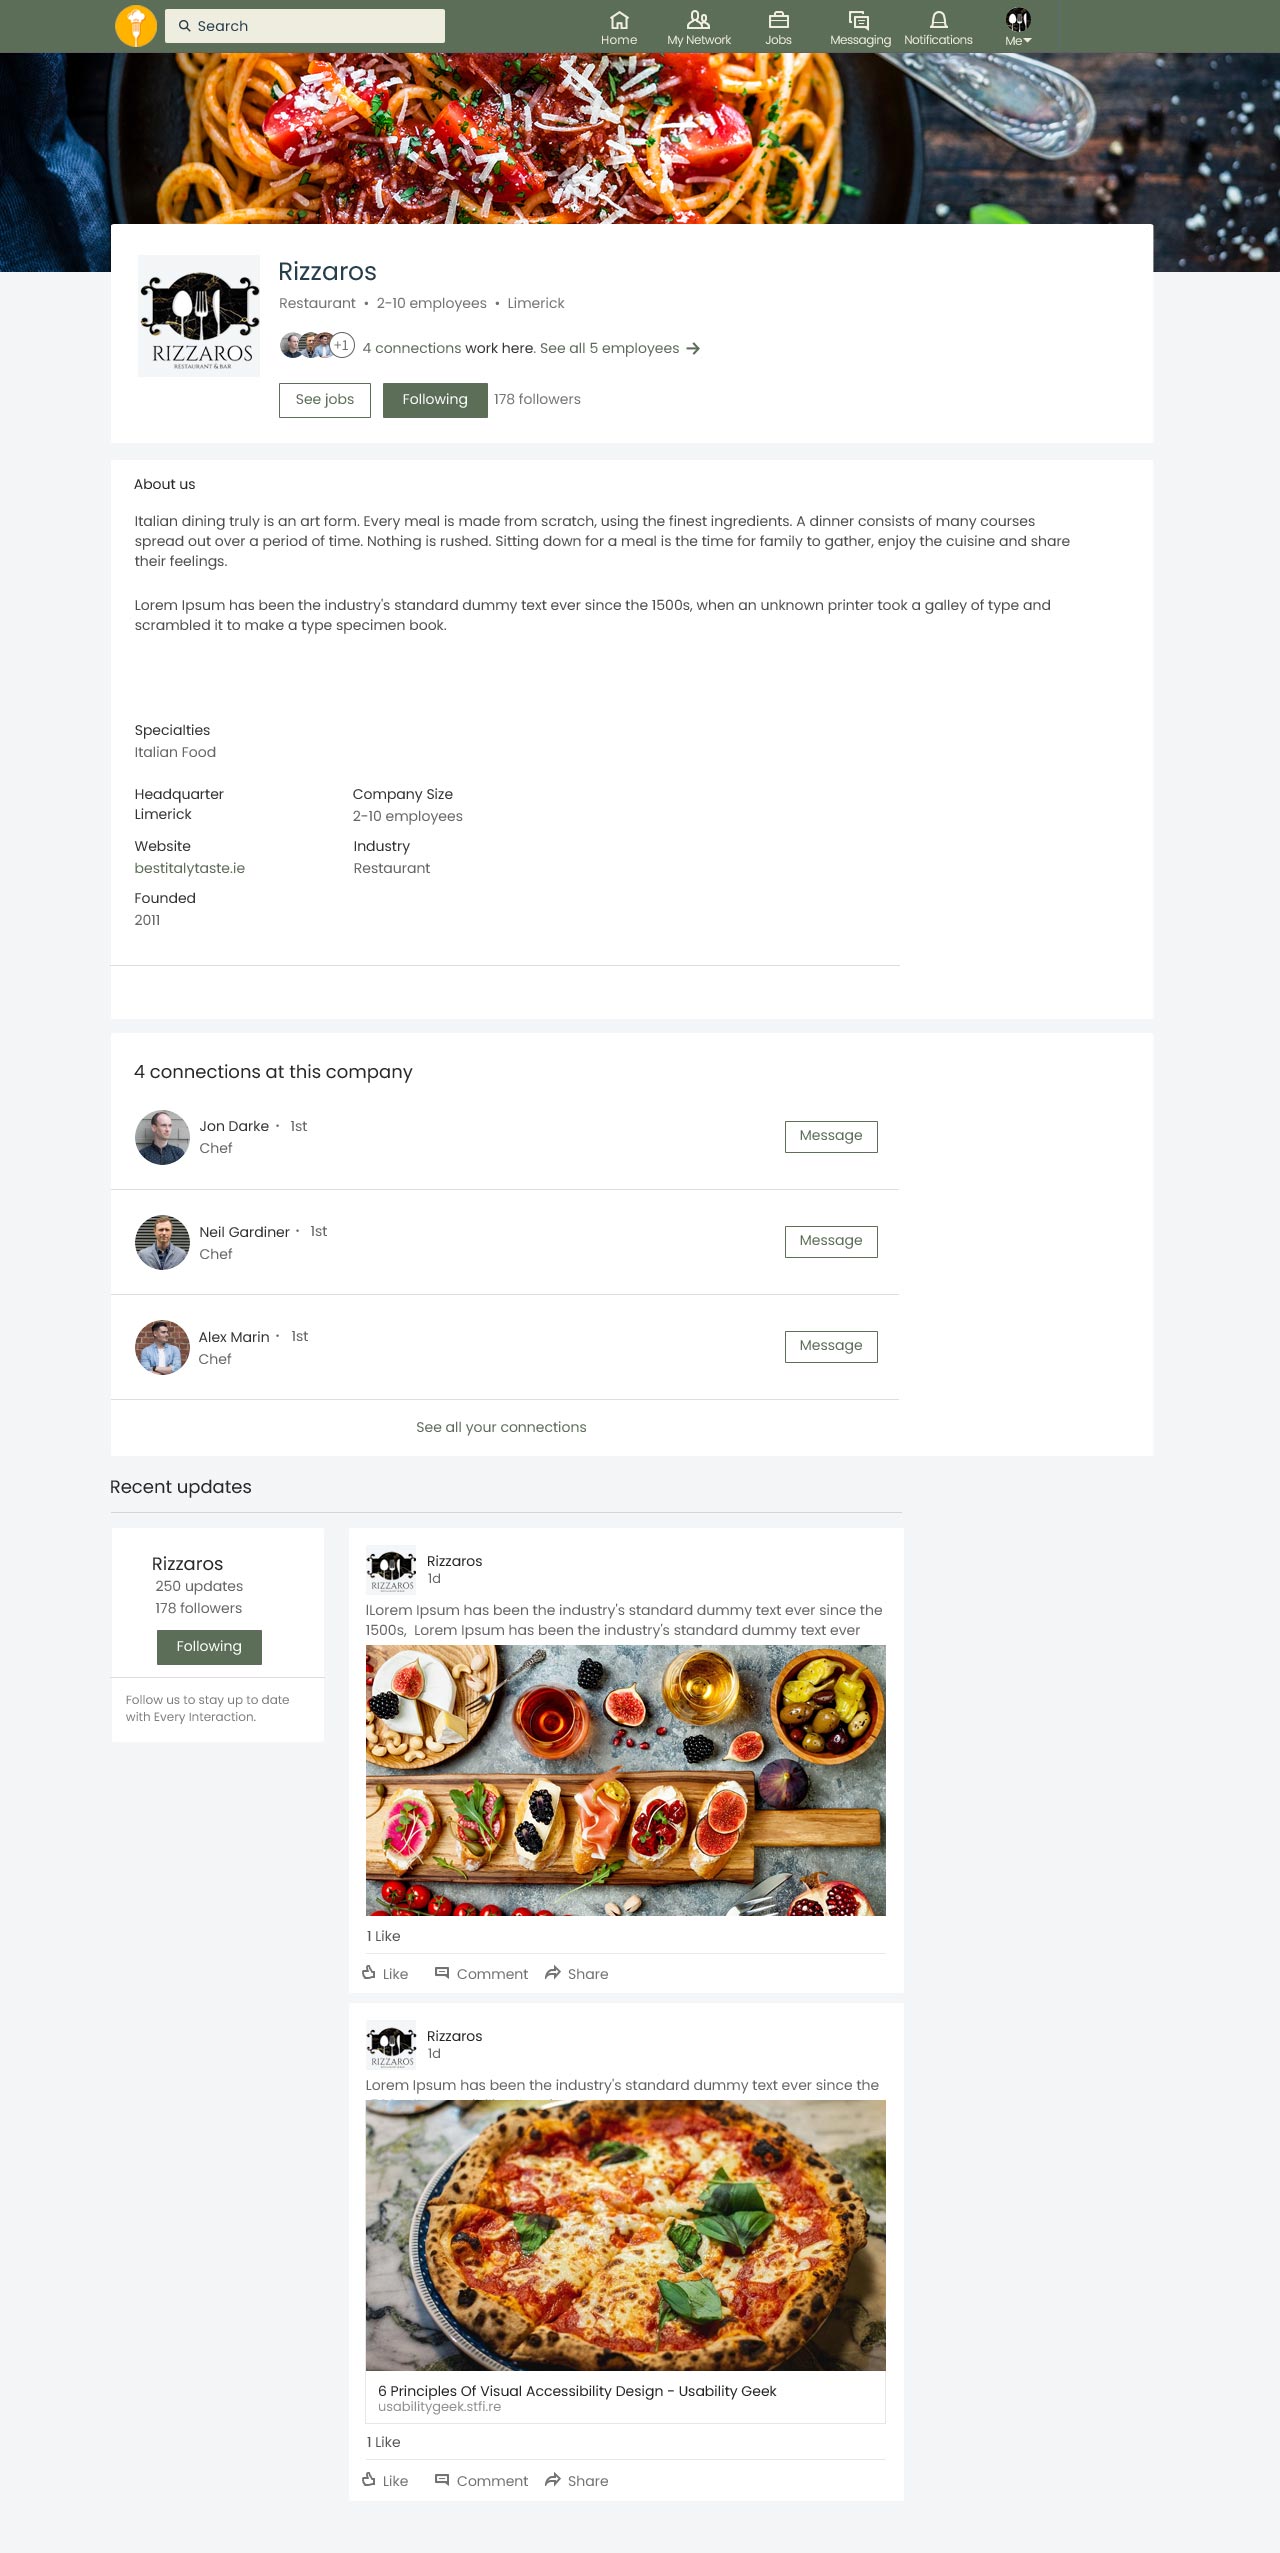 Search
Home
My Network
Jobs
Messaging
Notifications
Me
RIZZAROS
RESTAURANT & BAR
Rizzaros
Restaurant • 2-10 employees • Limerick
+1
4 connections work here. See all 5 employees →
See jobs
Following
178 followers
About us
Italian dining truly is an art form. Every meal is made from scratch, using the finest ingredients. A dinner consists of many courses
spread out over a period of time. Nothing is rushed. Sitting down for a meal is the time for family to gather, enjoy the cuisine and share
their feelings.
Lorem Ipsum has been the industry's standard dummy text ever since the 1500s, when an unknown printer took a galley of type and
scrambled it to make a type specimen book.
Specialties
Italian Food
Headquarter
Limerick
Company Size
2-10 employees
Website
bestitalytaste.ie
Industry
Restaurant
Founded
2011
4 connections at this company
Jon Darke · 1st
Chef
Message
Neil Gardiner · 1st
Chef
Message
Alex Marin · 1st
Chef
Message
See all your connections
Recent updates
Rizzaros
250 updates
178 followers
Following
Follow us to stay up to date
with Every Interaction.
RIZZAROS
Rizzaros
1d
lLorem Ipsum has been the industry's standard dummy text ever since the
1500s, Lorem Ipsum has been the industry's standard dummy text ever
1 Like
Like
Comment
Share
RIZZAROS
Rizzaros
1d
Lorem Ipsum has been the industry's standard dummy text ever since the
6 Principles Of Visual Accessibility Design - Usability Geek
usabilitygeek.stfi.re
1 Like
Like
Comment
Share